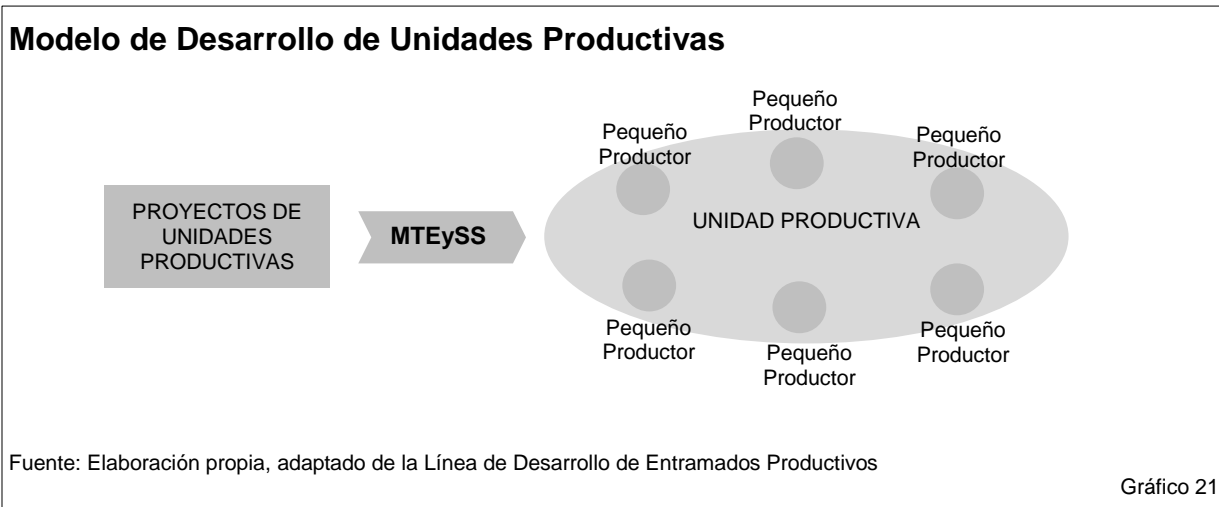 Modelo de Desarrollo de Unidades Productivas
Pequeño
Productor
Pequeño
Productor
Pequeño
Productor
PROYECTOS DE
UNIDADES
PRODUCTIVAS
MTEySS
UNIDAD PRODUCTIVA
Pequeño
Productor
Pequeño
Productor
Pequeño
Productor
Fuente: Elaboración propia, adaptado de la Línea de Desarrollo de Entramados Productivos
Gráfico 21